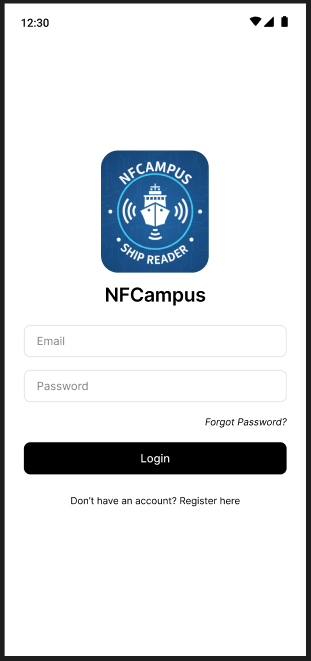 12:30
NFCAMPUS
SHIP READER
NFCampus
Email
Password
Forgot Password?
Login
Don't have an account? Register here